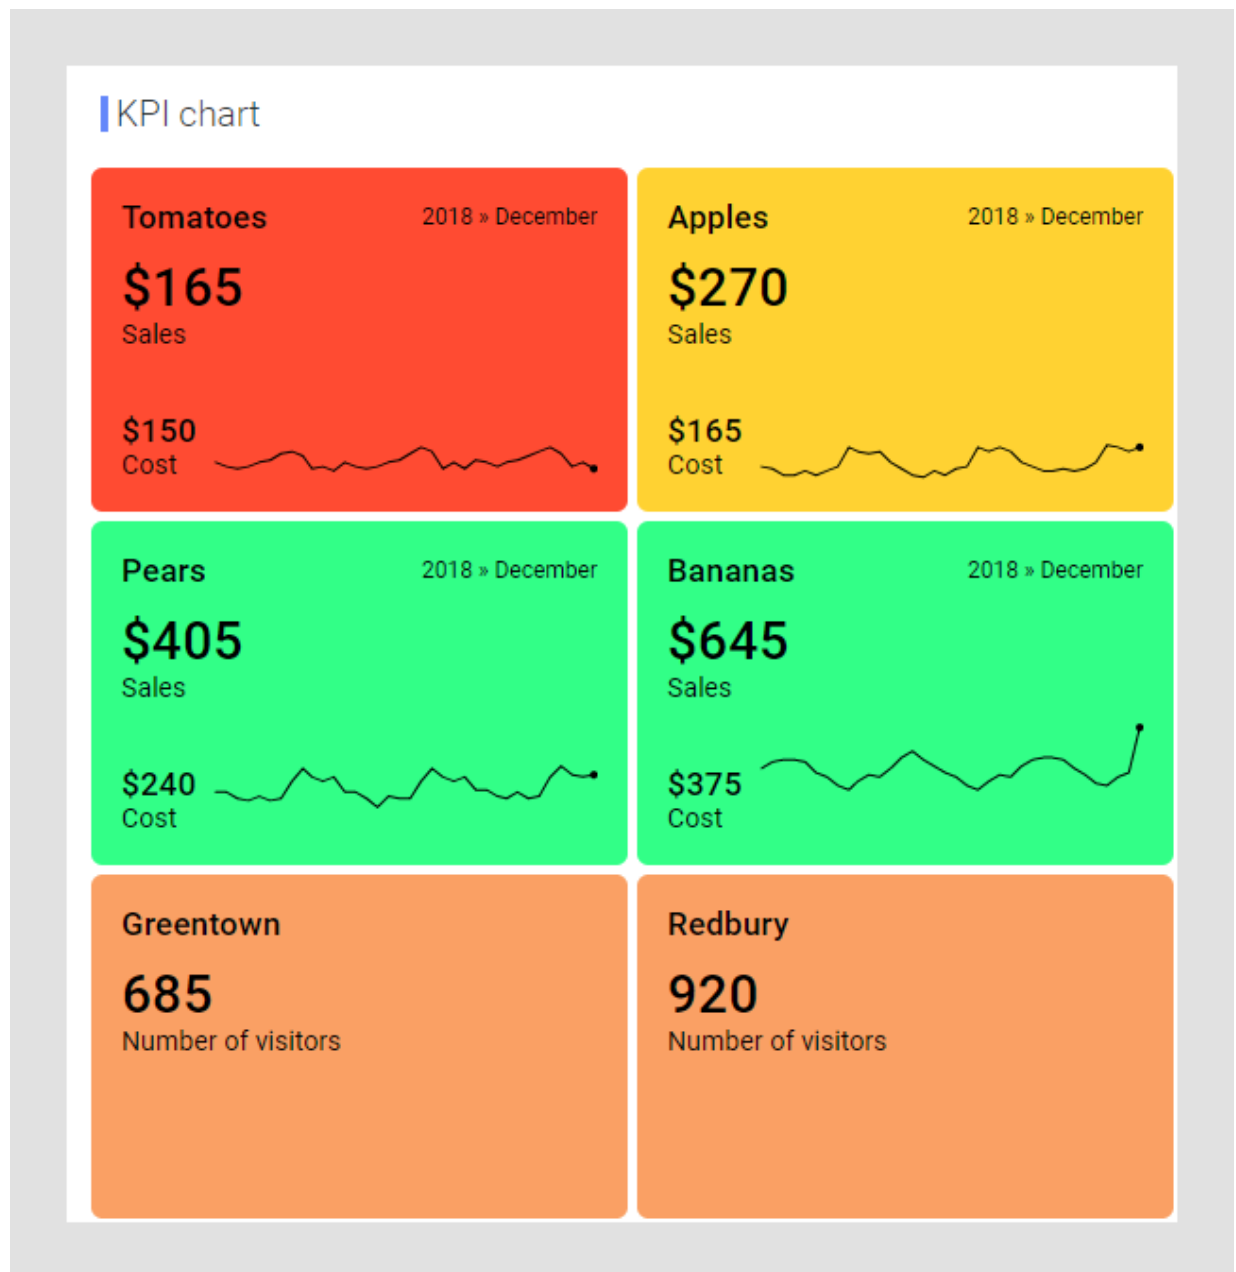 KPI chart
Tomatoes 2018 » December
$165
Sales
$150
Cost
Apples 2018 » December
$270
Sales
$165
Cost
Pears 2018 » December
$405
Sales
$240
Cost
Bananas 2018 » December
$645
Sales
$375
Cost
Greentown
685
Number of visitors
Redbury
920
Number of visitors